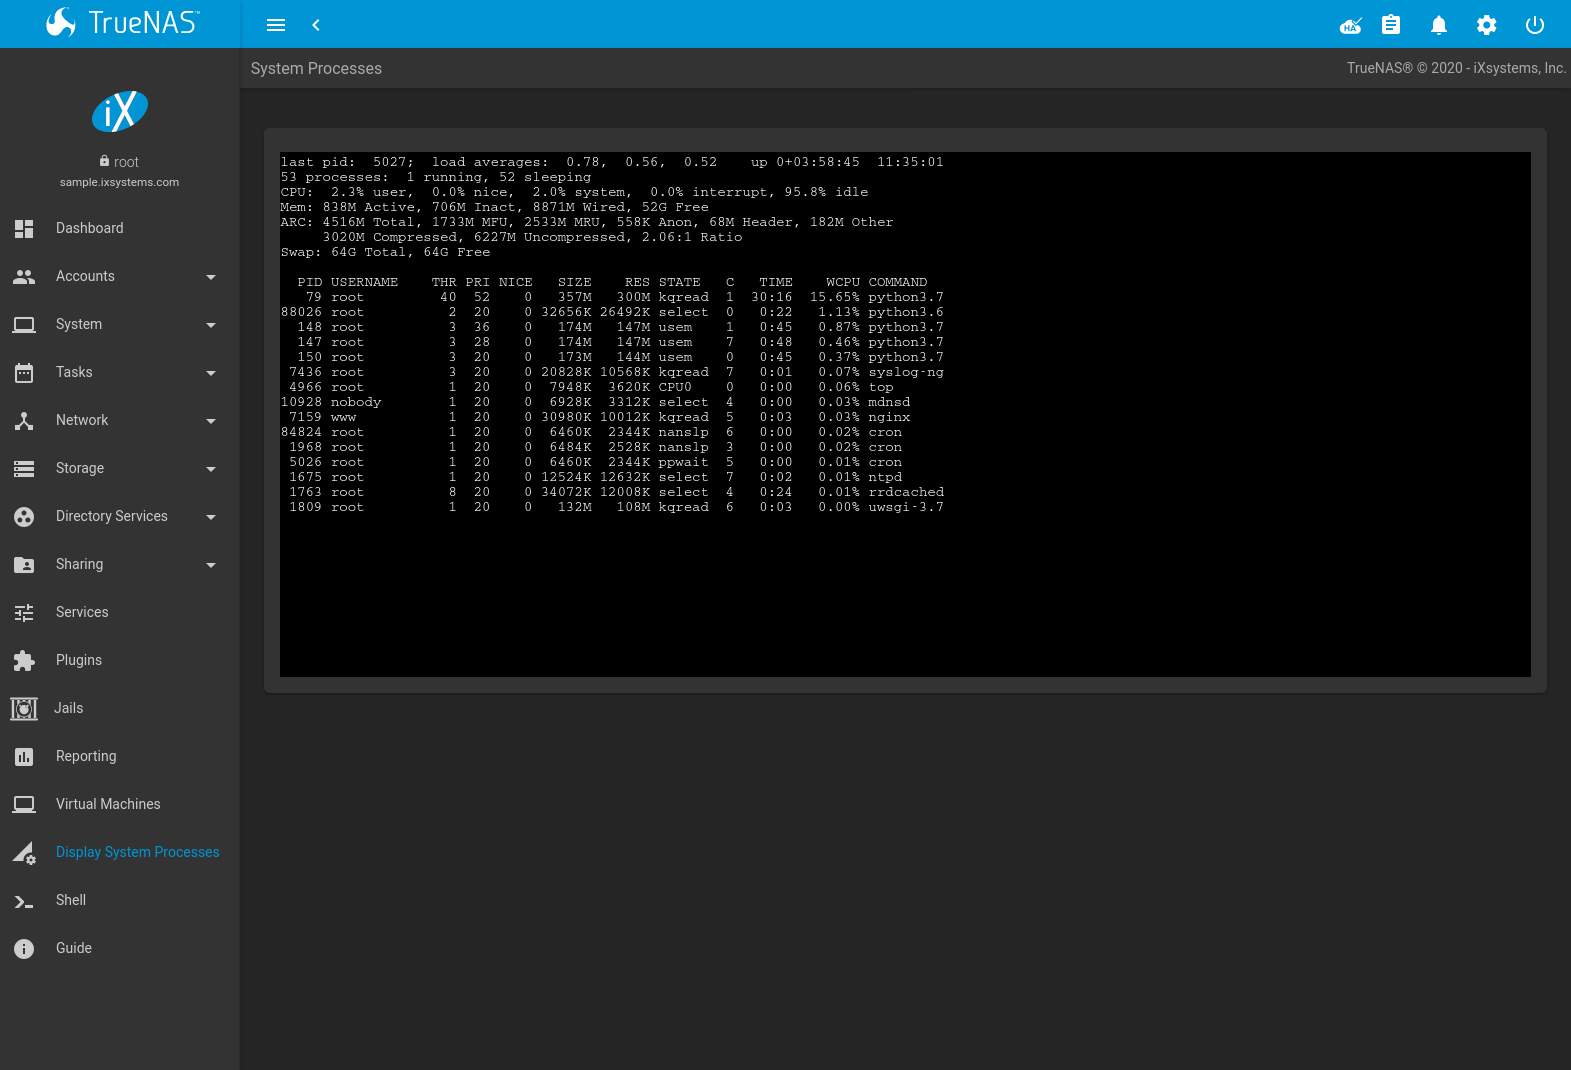 TrueNAS™
System Processes
TrueNAS® © 2020 - iXsystems, Inc.
iX
root
sample.ixsystems.com
Dashboard
Accounts
System
Tasks
Network
Storage
Directory Services
Sharing
Services
Plugins
Jails
Reporting
Virtual Machines
Display System Processes
Shell
Guide
HA
last pid:  5027;  load averages:  0.78,  0.56,  0.52    up 0+03:58:45  11:35:01
53 processes:  1 running, 52 sleeping
CPU:  2.3% user,  0.0% nice,  2.0% system,  0.0% interrupt, 95.8% idle
Mem: 838M Active, 706M Inact, 8871M Wired, 52G Free
ARC: 4516M Total, 1733M MFU, 2533M MRU, 558K Anon, 68M Header, 182M Other
     3020M Compressed, 6227M Uncompressed, 2.06:1 Ratio
Swap: 64G Total, 64G Free
  PID USERNAME    THR PRI NICE   SIZE    RES STATE   C   TIME    WCPU COMMAND
   79 root         40  52    0   357M   300M kqread  1  30:16  15.65% python3.7
88026 root          2  20    0 32656K 26492K select  0   0:22   1.13% python3.6
  148 root          3  36    0   174M   147M usem    1   0:45   0.87% python3.7
  147 root          3  28    0   174M   147M usem    7   0:48   0.46% python3.7
  150 root          3  20    0   173M   144M usem    0   0:45   0.37% python3.7
 7436 root          3  20    0 20828K 10568K kqread  7   0:01   0.07% syslog-ng
 4966 root          1  20    0  7948K  3620K CPU0    0   0:00   0.06% top
10928 nobody        1  20    0  6928K  3312K select  4   0:00   0.03% mdnsd
 7159 www           1  20    0 30980K 10012K kqread  5   0:03   0.03% nginx
84824 root          1  20    0  6460K  2344K nanslp  6   0:00   0.02% cron
 1968 root          1  20    0  6484K  2528K nanslp  3   0:00   0.02% cron
 5026 root          1  20    0  6460K  2344K ppwait  5   0:00   0.01% cron
 1675 root          1  20    0 12524K 12632K select  7   0:02   0.01% ntpd
 1763 root          8  20    0 34072K 12008K select  4   0:24   0.01% rrdcached
 1809 root          1  20    0   132M   108M kqread  6   0:03   0.00% uwsgi-3.7